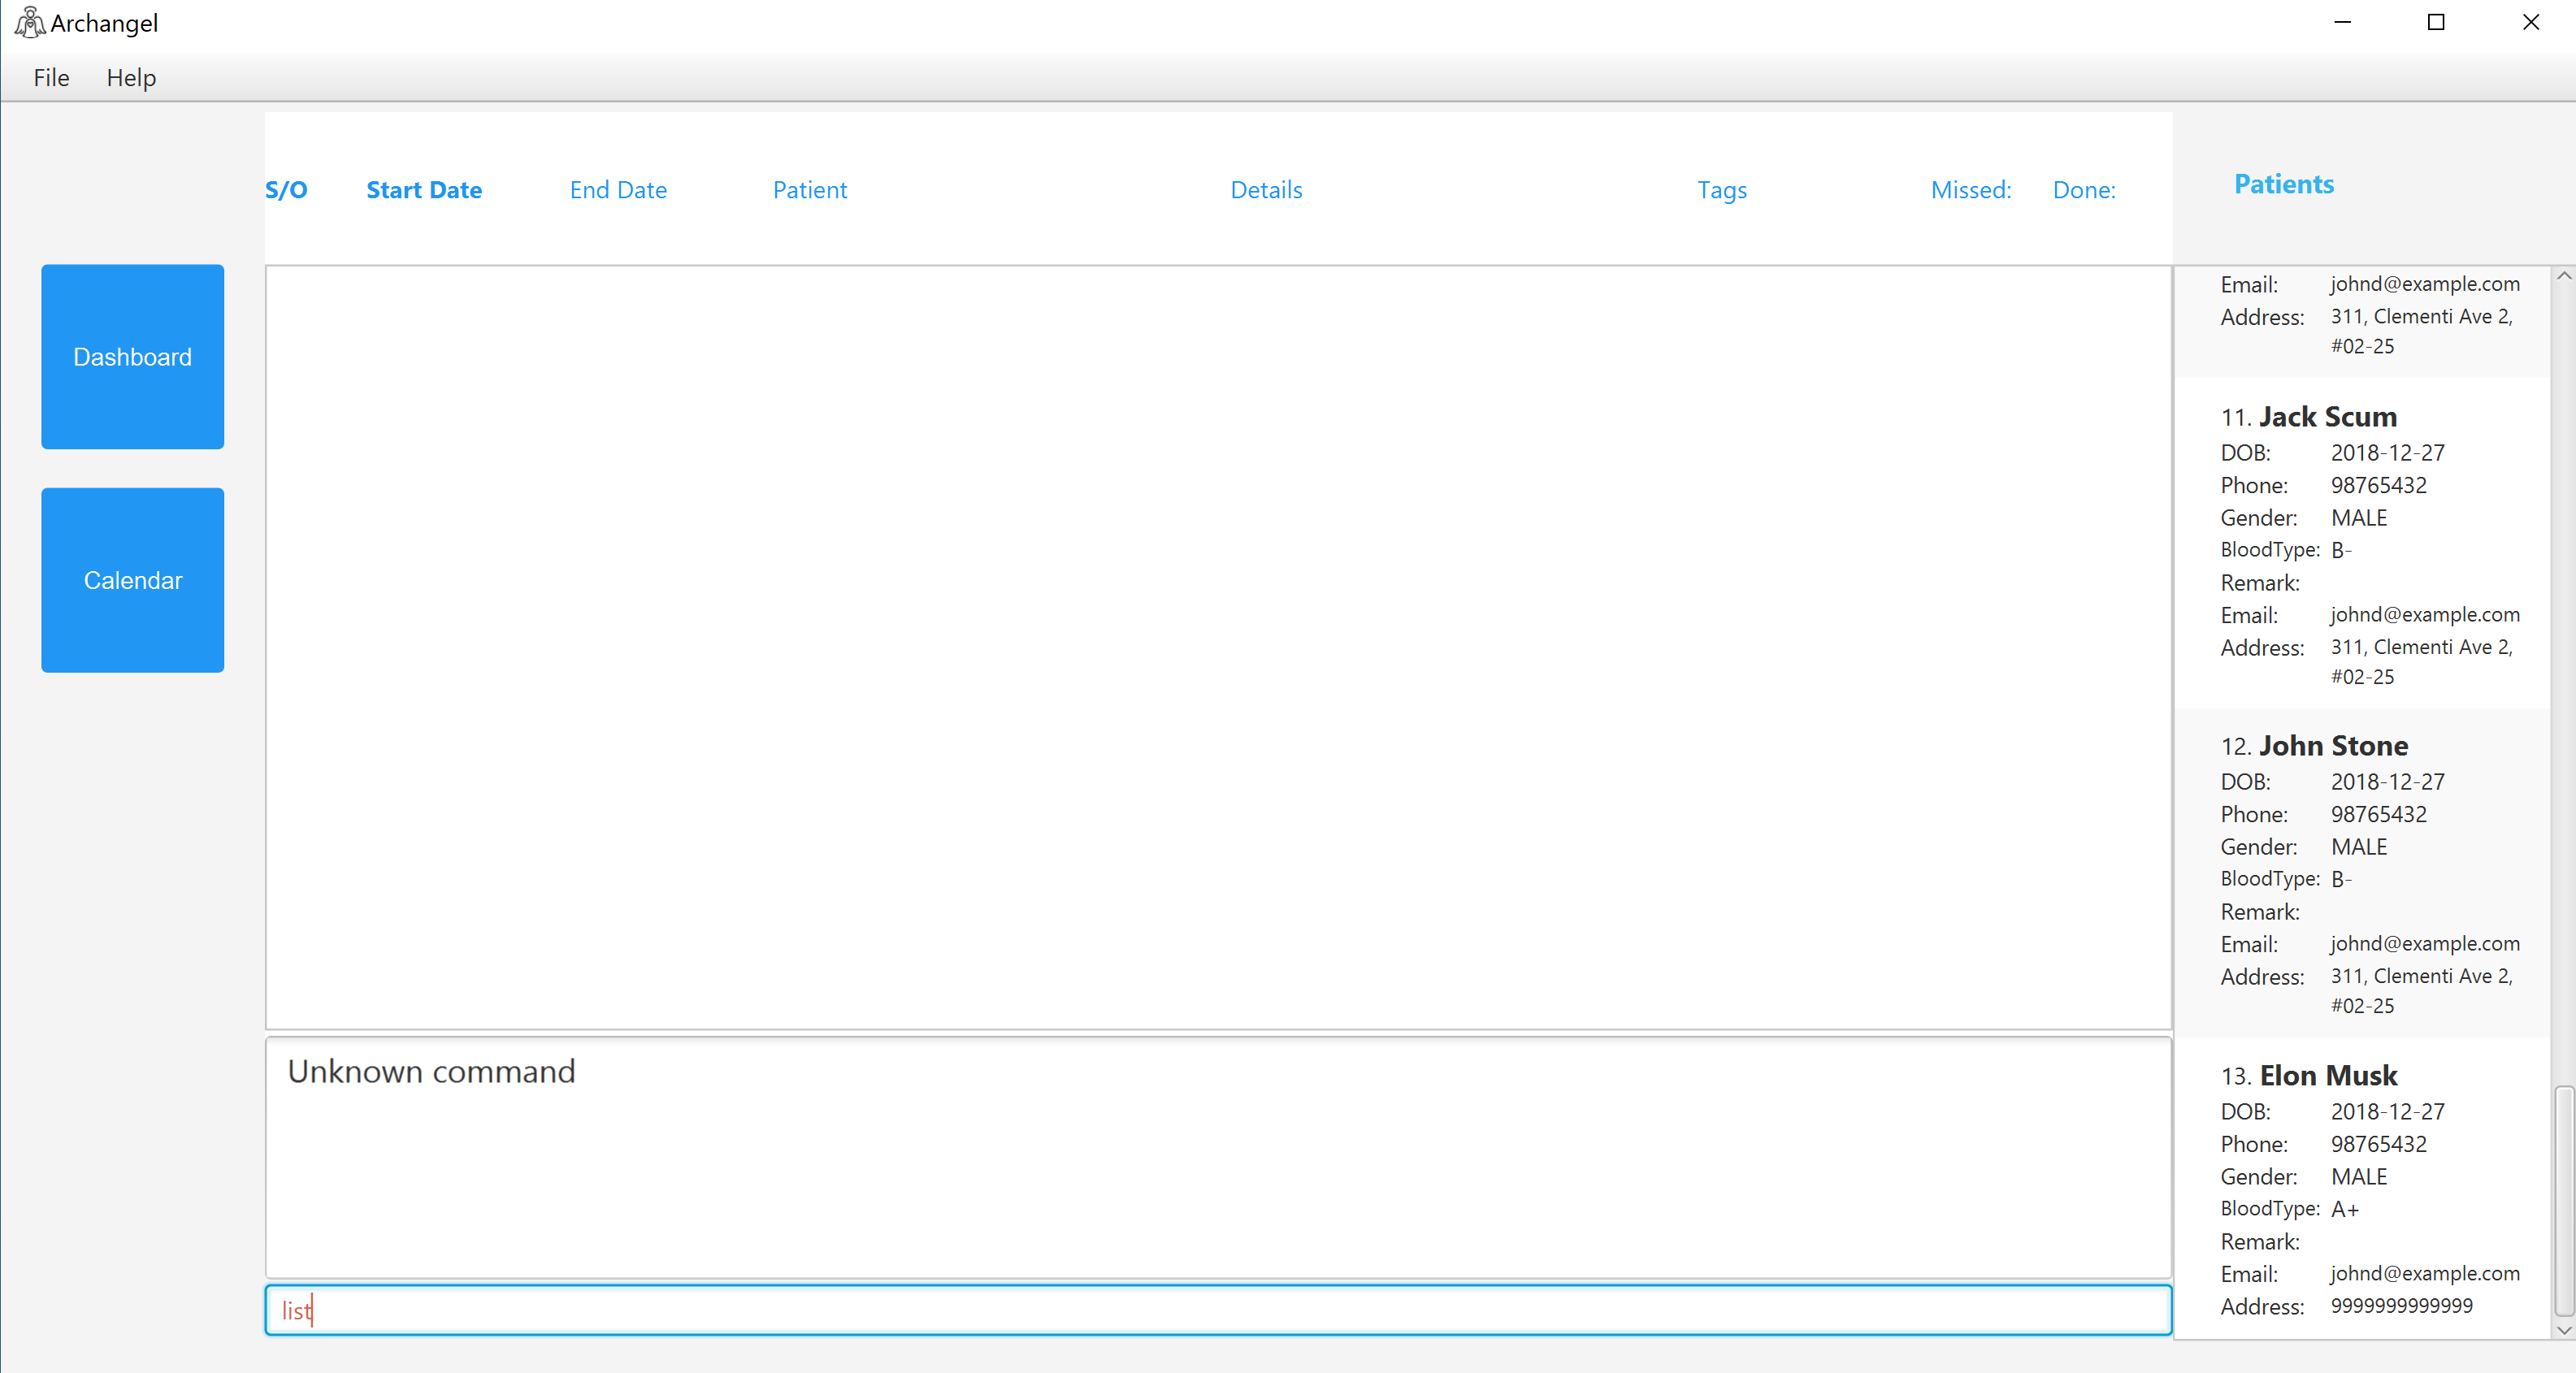 Archangel
File Help
S/O Start Date End Date Patient Details Tags Missed: Done:
Patients
Dashboard
Calendar
Email: johnd@example.com
Address: 311, Clementi Ave 2,
#02-25
11. Jack Scum
DOB: 2018-12-27
Phone: 98765432
Gender: MALE
BloodType: B-
Remark:
Email: johnd@example.com
Address: 311, Clementi Ave 2,
#02-25
12. John Stone
DOB: 2018-12-27
Phone: 98765432
Gender: MALE
BloodType: B-
Remark:
Email: johnd@example.com
Address: 311, Clementi Ave 2,
#02-25
13. Elon Musk
DOB: 2018-12-27
Phone: 98765432
Gender: MALE
BloodType: A+
Remark:
Email: johnd@example.com
Address: 9999999999999
Unknown command
list